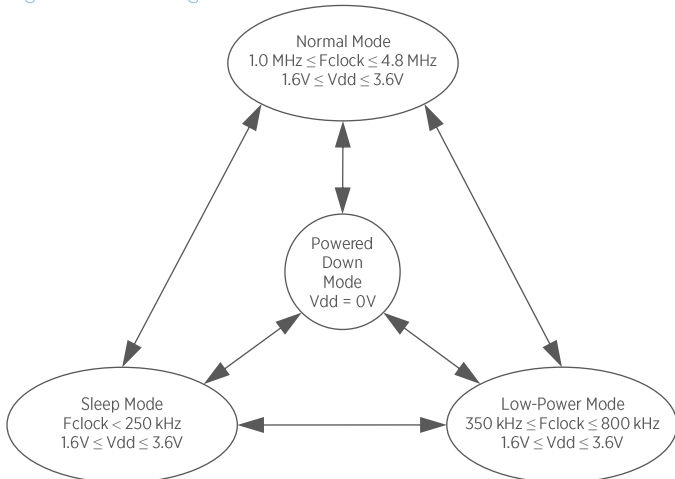 Normal Mode
1.0 MHz ≤ Fclock ≤ 4.8 MHz
1.6V ≤ Vdd ≤ 3.6V
Powered
Down
Mode
Vdd = 0V
Sleep Mode
Fclock < 250 kHz
1.6V ≤ Vdd ≤ 3.6V
Low-Power Mode
350 kHz ≤ Fclock ≤ 800 kHz
1.6V ≤ Vdd ≤ 3.6V